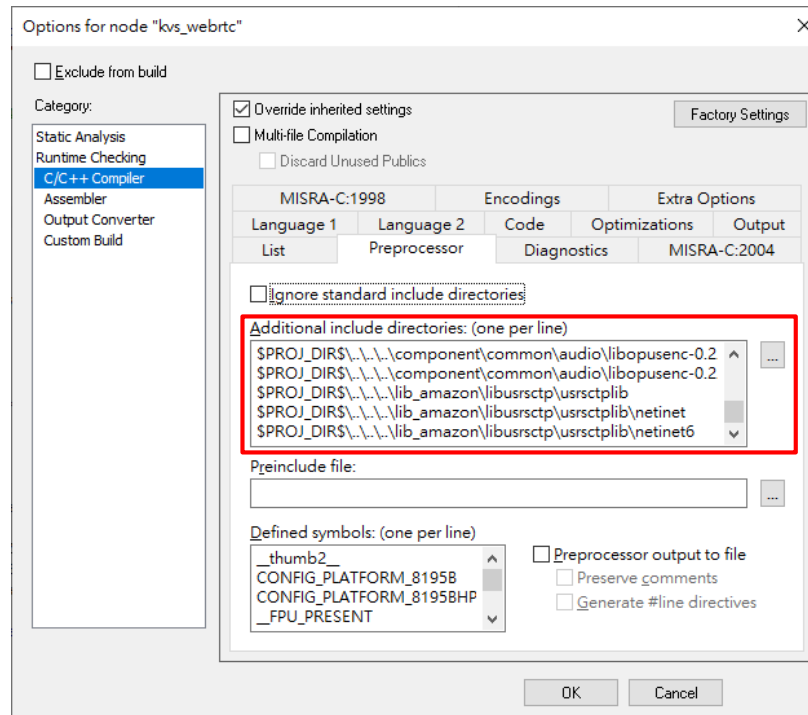 Options for node "kvs_webrtc"
Exclude from build
Category:
Static Analysis
Runtime Checking
C/C++ Compiler
Assembler
Output Converter
Custom Build
Override inherited settings
Factory Settings
Multi-file Compilation
Discard Unused Publics
MISRA-C:1998 Encodings Extra Options
Language 1 Language 2 Code Optimizations Output
List Preprocessor Diagnostics MISRA-C:2004
Ignore standard include directories
Additional include directories: (one per line)
$PROJ_DIR$\..\..\..\component\common\audio\libopusenc-0.2
$PROJ_DIR$\..\..\..\component\common\audio\libopusenc-0.2
$PROJ_DIR$\..\..\..\lib_amazon\libusrsctp\usrsctplib
$PROJ_DIR$\..\..\..\lib_amazon\libusrsctp\usrsctplib\netinet
$PROJ_DIR$\..\..\..\lib_amazon\libusrsctp\usrsctplib\netinet6
...
Preinclude file:
...
Defined symbols: (one per line)
__thumb2__
CONFIG_PLATFORM_8195B
CONFIG_PLATFORM_8195BHP
__FPU_PRESENT
Preprocessor output to file
Preserve comments
Generate #line directives
OK Cancel